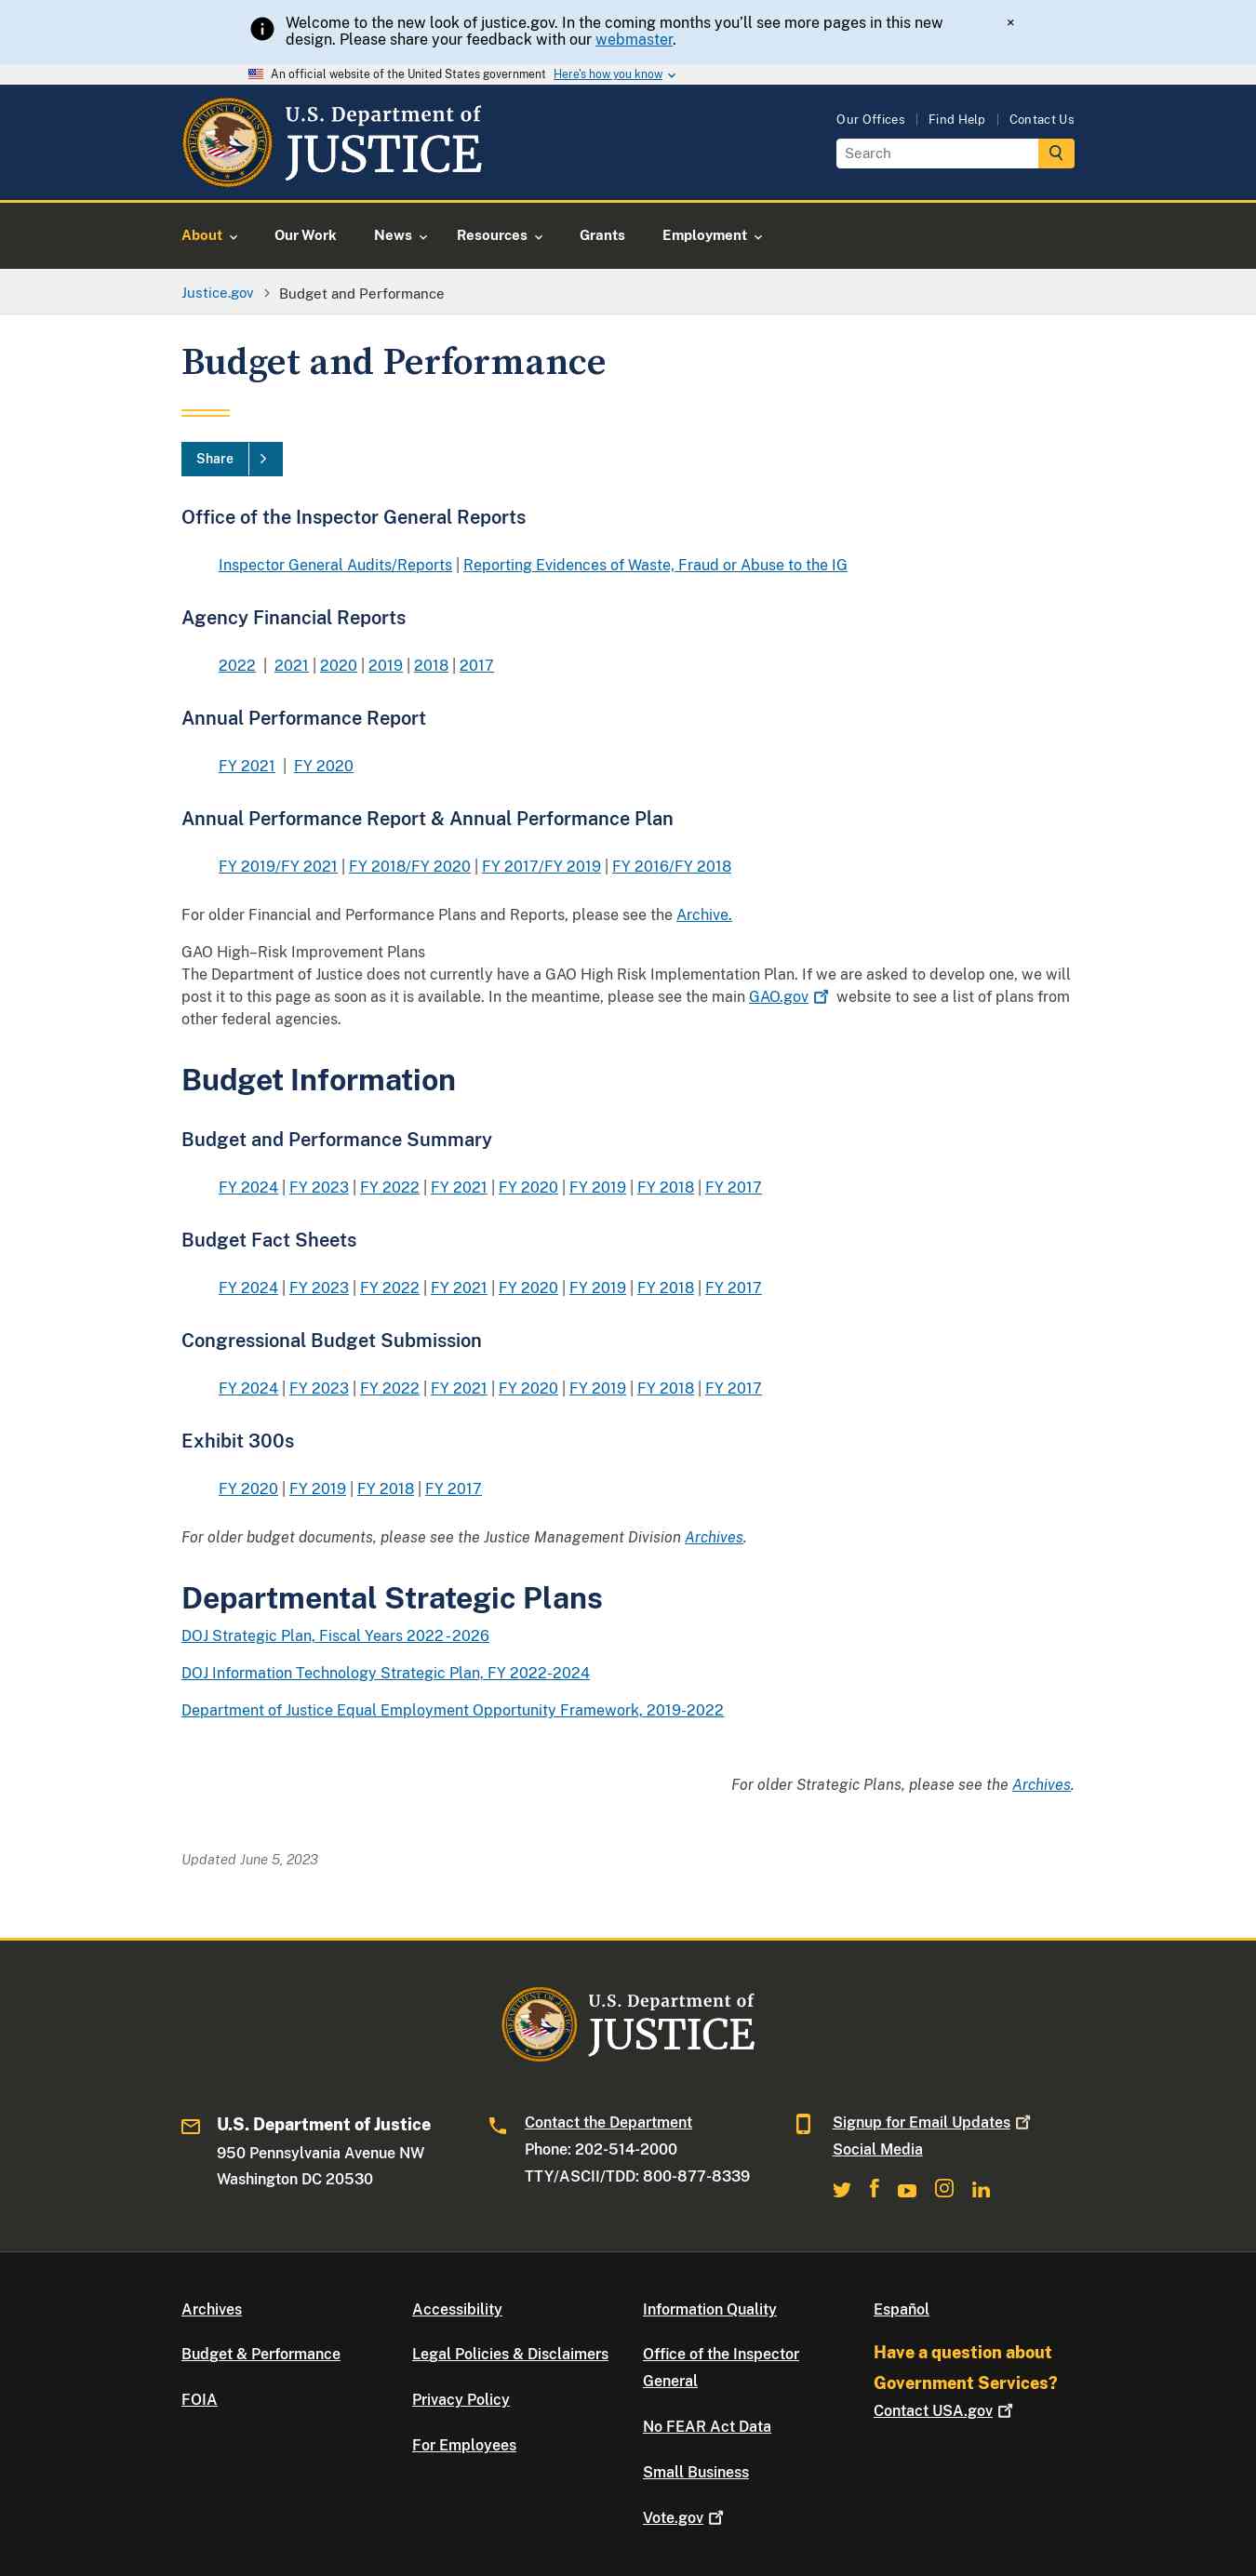 Welcome to the new look of justice.gov. In the coming months you'll see more pages in this new
design. Please share your feedback with our webmaster.
×
An official website of the United States government Here's how you know
U.S. Department of
JUSTICE
Our Offices | Find Help | Contact Us
Search
About Our Work News Resources Grants Employment
Justice.gov Budget and Performance
Budget and Performance
Share
Office of the Inspector General Reports
Inspector General Audits/Reports | Reporting Evidences of Waste, Fraud or Abuse to the IG
Agency Financial Reports
2022 | 2021 | 2020 | 2019 | 2018 | 2017
Annual Performance Report
FY 2021 | FY 2020
Annual Performance Report & Annual Performance Plan
FY 2019/FY 2021 | FY 2018/FY 2020 | FY 2017/FY 2019 | FY 2016/FY 2018
For older Financial and Performance Plans and Reports, please see the Archive.
GAO High–Risk Improvement Plans
The Department of Justice does not currently have a GAO High Risk Implementation Plan. If we are asked to develop one, we will
post it to this page as soon as it is available. In the meantime, please see the main GAO.gov website to see a list of plans from
other federal agencies.
Budget Information
Budget and Performance Summary
FY 2024 | FY 2023 | FY 2022 | FY 2021 | FY 2020 | FY 2019 | FY 2018 | FY 2017
Budget Fact Sheets
FY 2024 | FY 2023 | FY 2022 | FY 2021 | FY 2020 | FY 2019 | FY 2018 | FY 2017
Congressional Budget Submission
FY 2024 | FY 2023 | FY 2022 | FY 2021 | FY 2020 | FY 2019 | FY 2018 | FY 2017
Exhibit 300s
FY 2020 | FY 2019 | FY 2018 | FY 2017
For older budget documents, please see the Justice Management Division Archives.
Departmental Strategic Plans
DOJ Strategic Plan, Fiscal Years 2022 - 2026
DOJ Information Technology Strategic Plan, FY 2022-2024
Department of Justice Equal Employment Opportunity Framework, 2019-2022
For older Strategic Plans, please see the Archives.
Updated June 5, 2023
U.S. Department of
JUSTICE
U.S. Department of Justice
950 Pennsylvania Avenue NW
Washington DC 20530
Contact the Department
Phone: 202-514-2000
TTY/ASCII/TDD: 800-877-8339
Signup for Email Updates
Social Media
Archives
Budget & Performance
FOIA
Accessibility
Legal Policies & Disclaimers
Privacy Policy
For Employees
Information Quality
Office of the Inspector
General
No FEAR Act Data
Small Business
Vote.gov
Español
Have a question about
Government Services?
Contact USA.gov